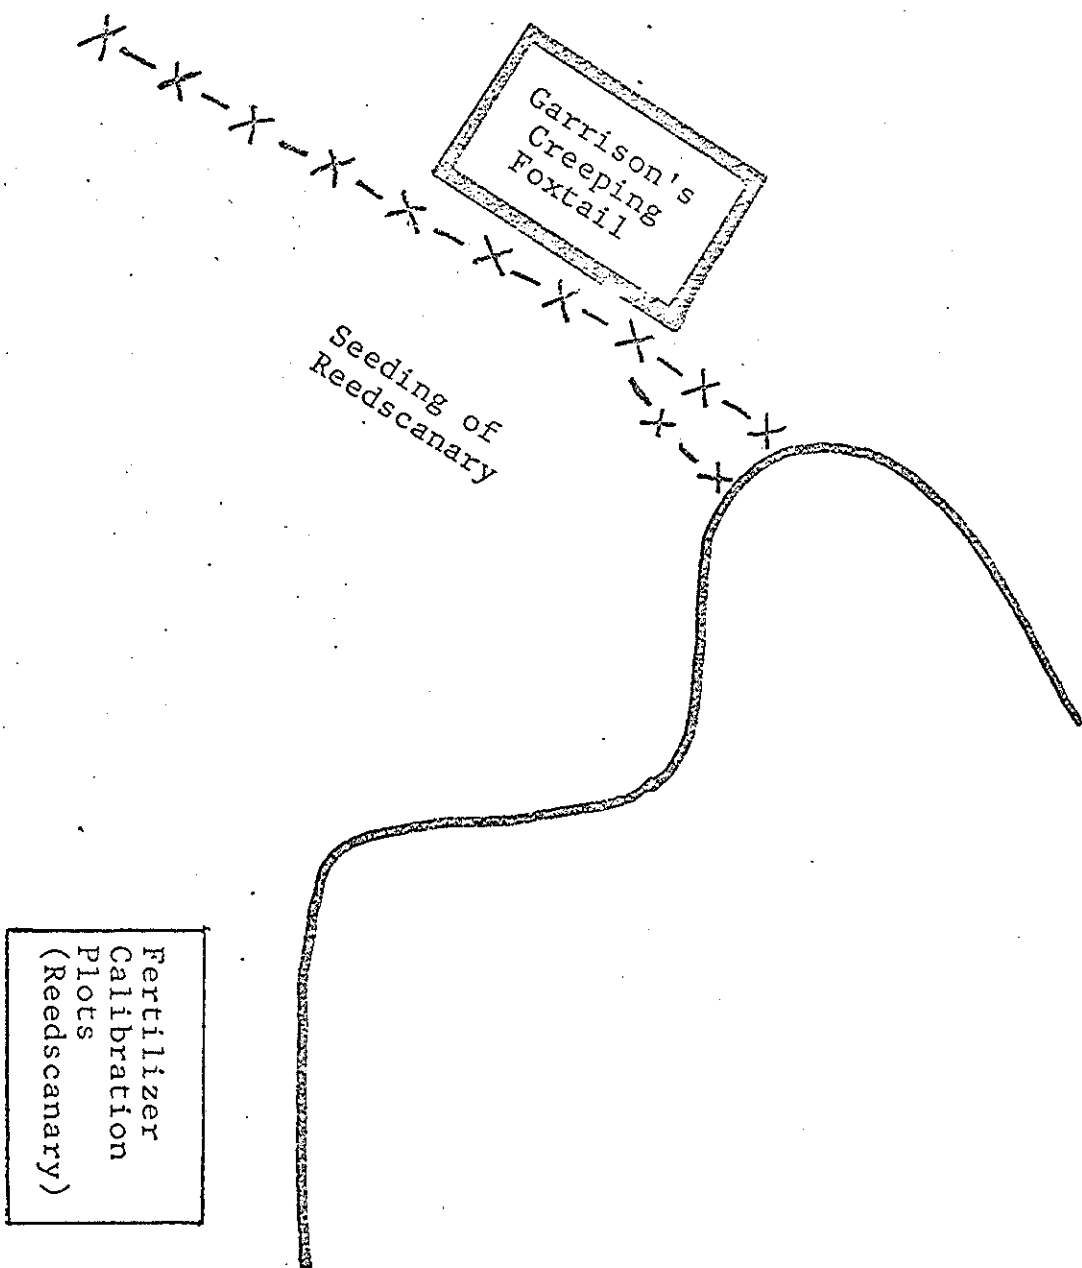 Garrison's
Creeping
Foxtail
Seeding of
Reedscanary
Fertilizer
Calibration
Plots
(Reedscanary)